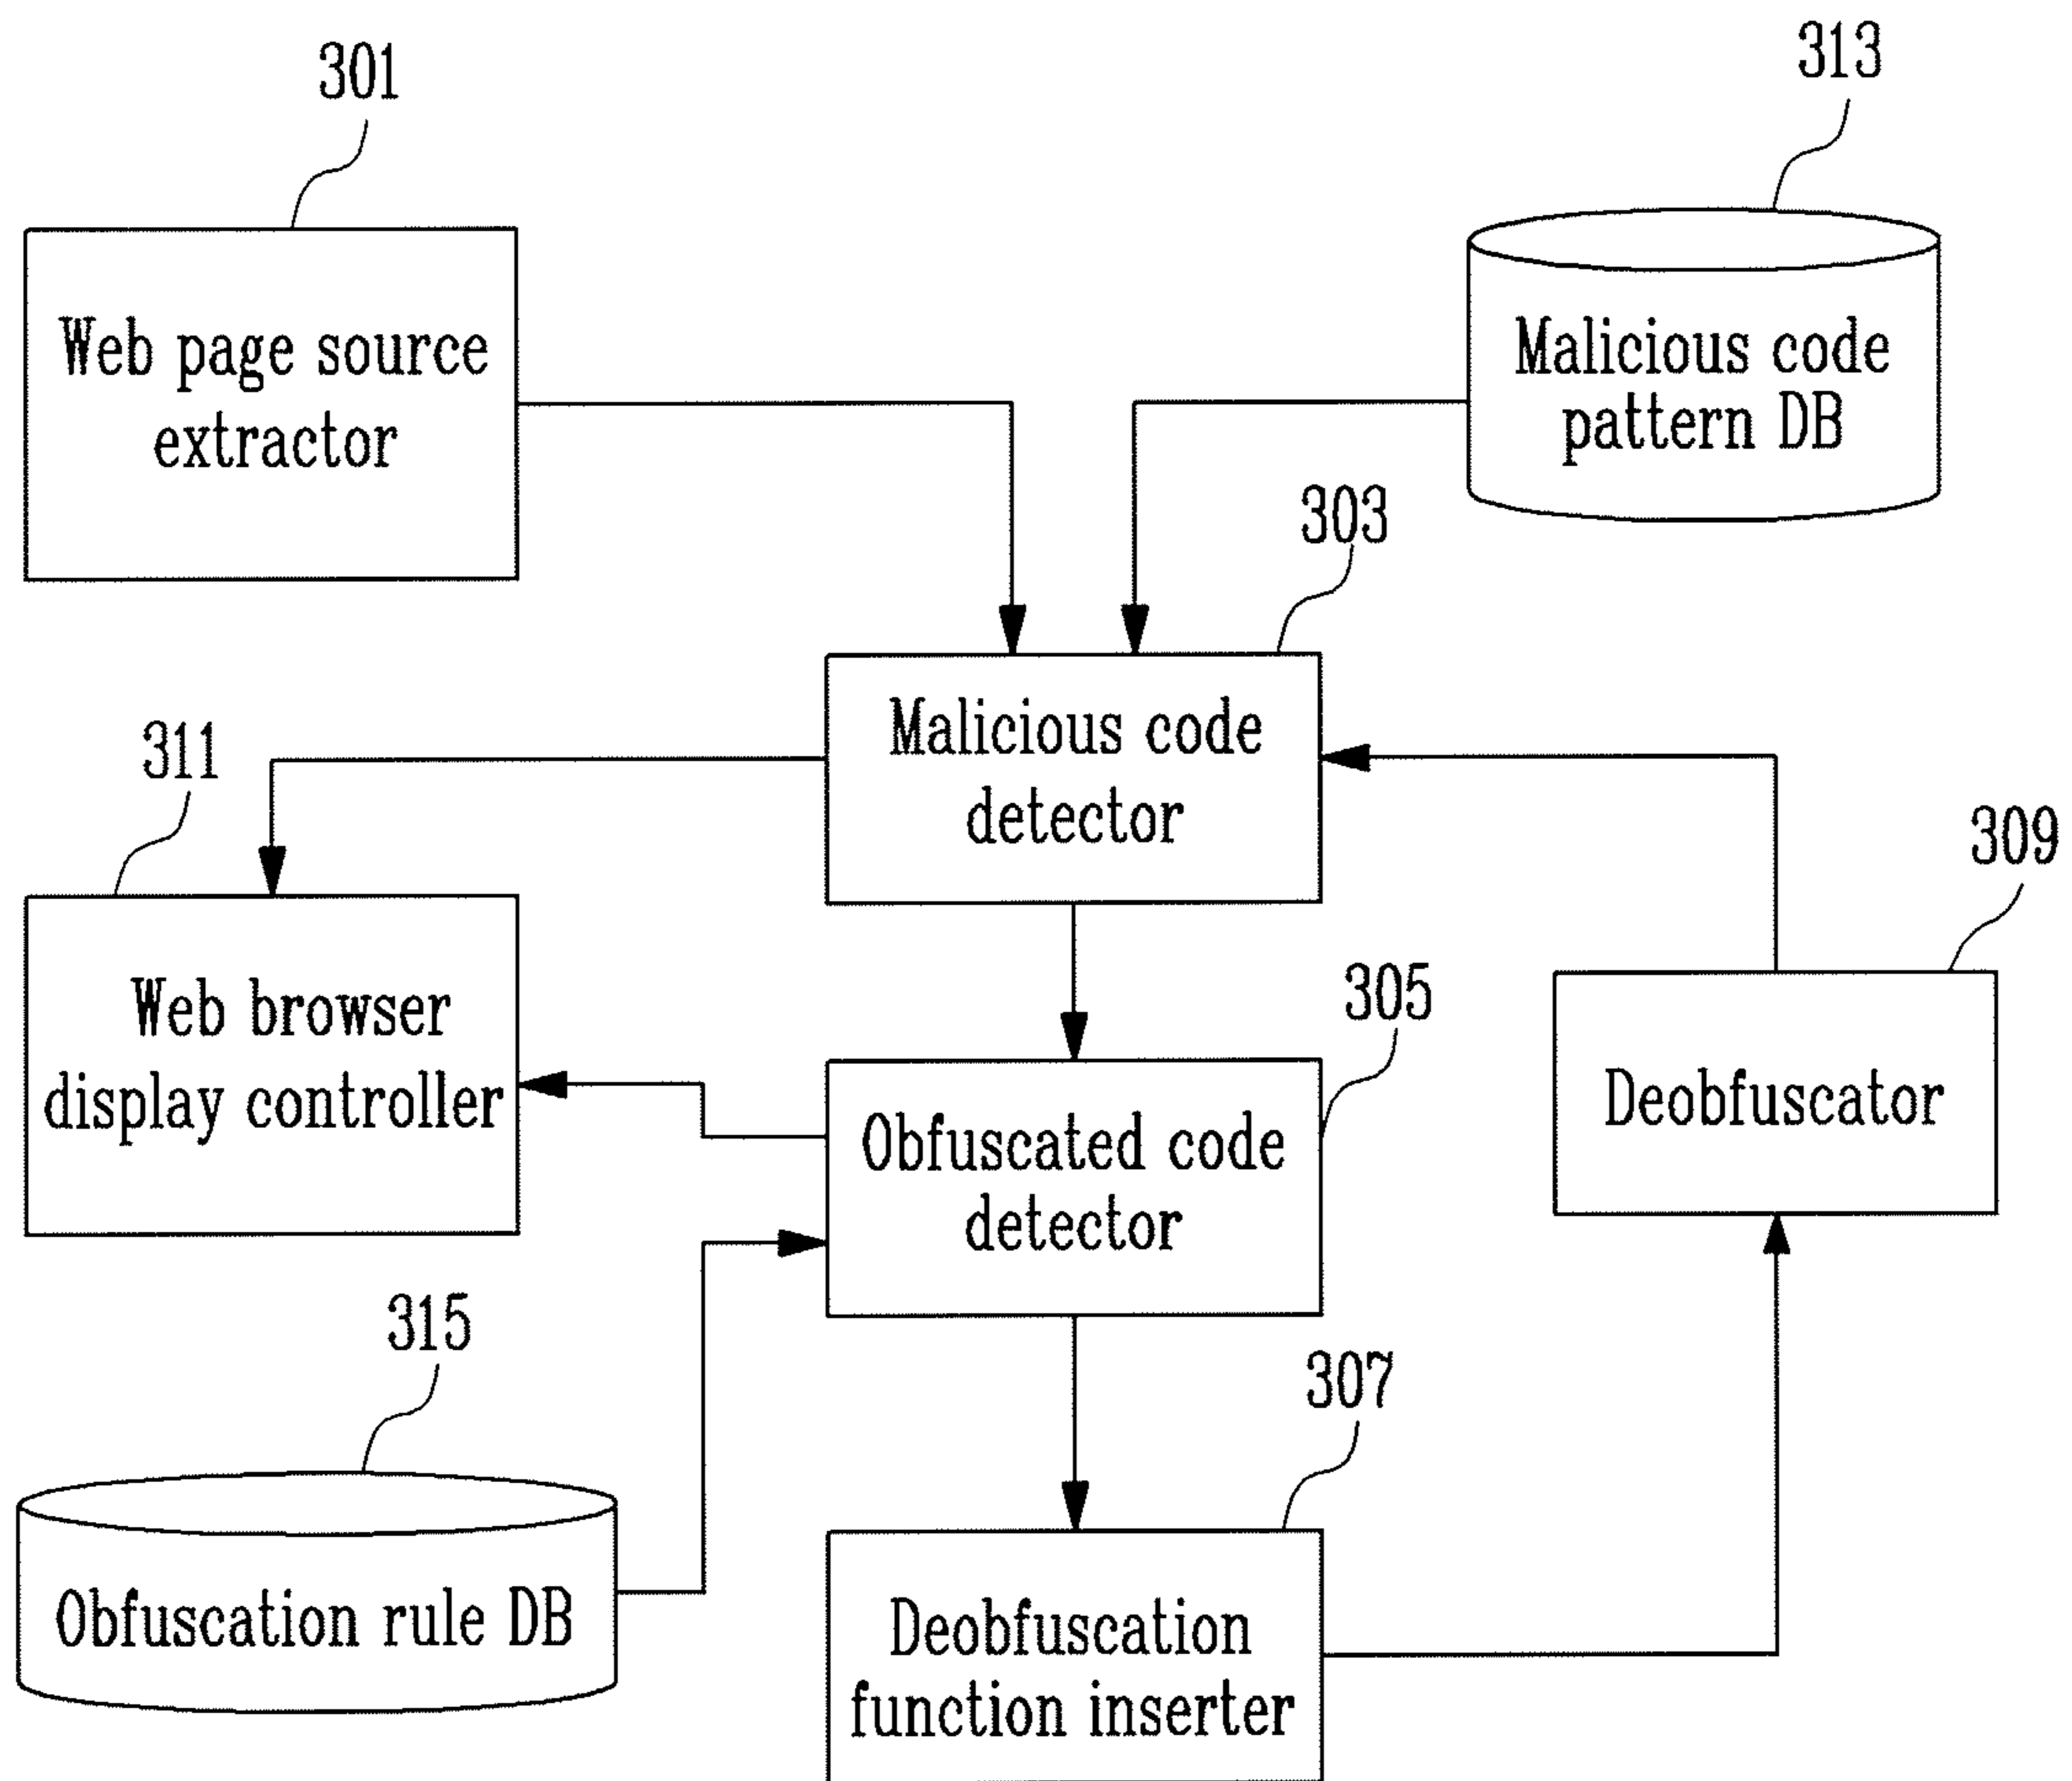 301
313
Web page source
extractor
Malicious code
pattern DB
303
Malicious code
detector
311
309
Web browser
display controller
305
Obfuscated code
detector
Deobfuscator
315
307
Obfuscation rule DB
Deobfuscation
function inserter